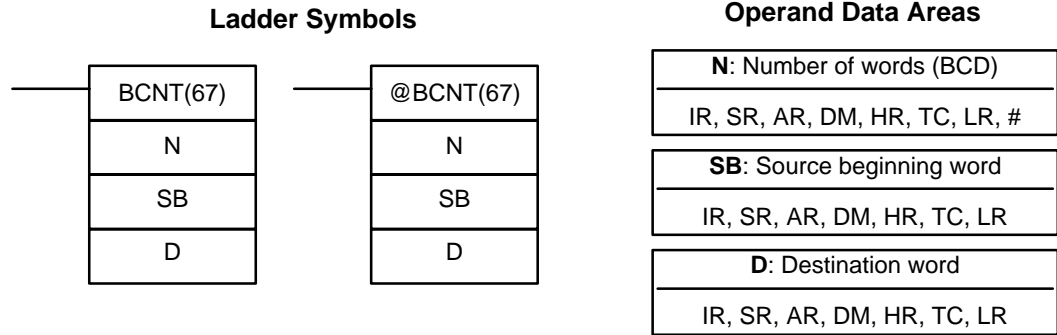 Ladder Symbols
BCNT(67)
N
SB
D
@BCNT(67)
N
SB
D
Operand Data Areas
N: Number of words (BCD)
IR, SR, AR, DM, HR, TC, LR, #
SB: Source beginning word
IR, SR, AR, DM, HR, TC, LR
D: Destination word
IR, SR, AR, DM, HR, TC, LR